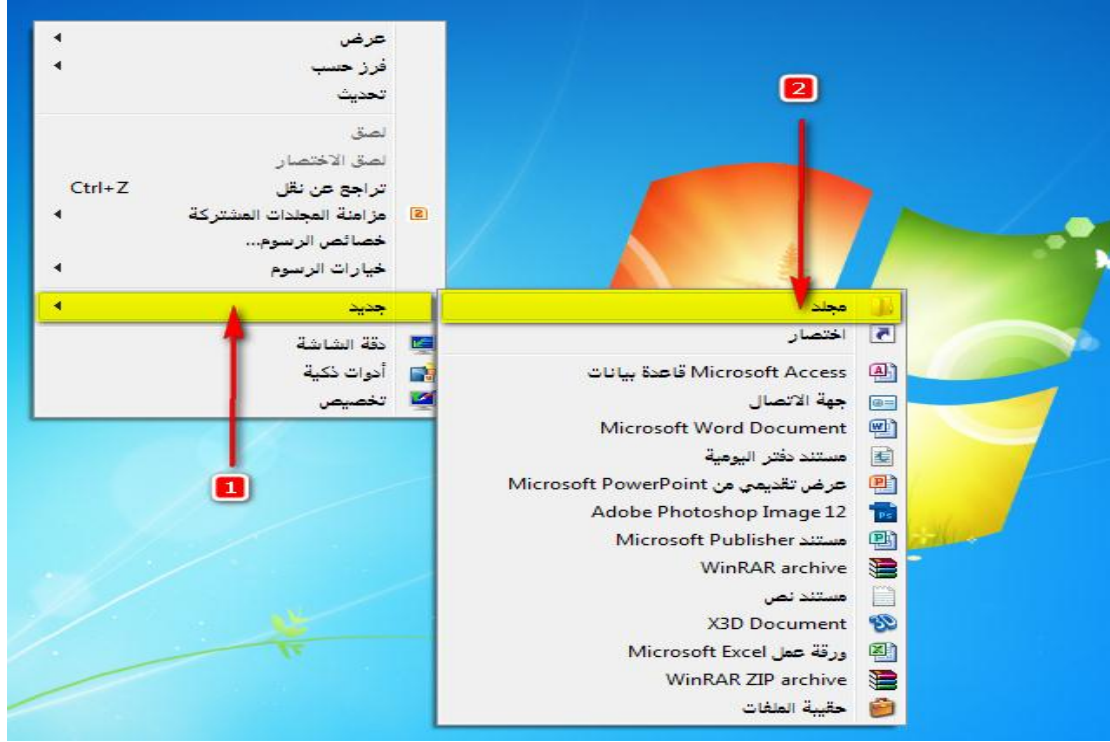 عرض
فرز حسب
تحديث
لصق
لصق الاختصار
تراجع عن نقل Ctrl+Z
مزامنة المجلدات المشتركة
خصائص الرسوم...
خيارات الرسوم
جديد
دقة الشاشة
أدوات ذكية
تخصيص
1
2
مجلد
اختصار
Microsoft Access قاعدة بيانات
جهة الاتصال
Microsoft Word Document
مستند دفتر اليومية
عرض تقديمي من Microsoft PowerPoint
Adobe Photoshop Image 12
مستند Microsoft Publisher
WinRAR archive
مستند نص
X3D Document
ورقة عمل Microsoft Excel
WinRAR ZIP archive
حقيبة الملفات